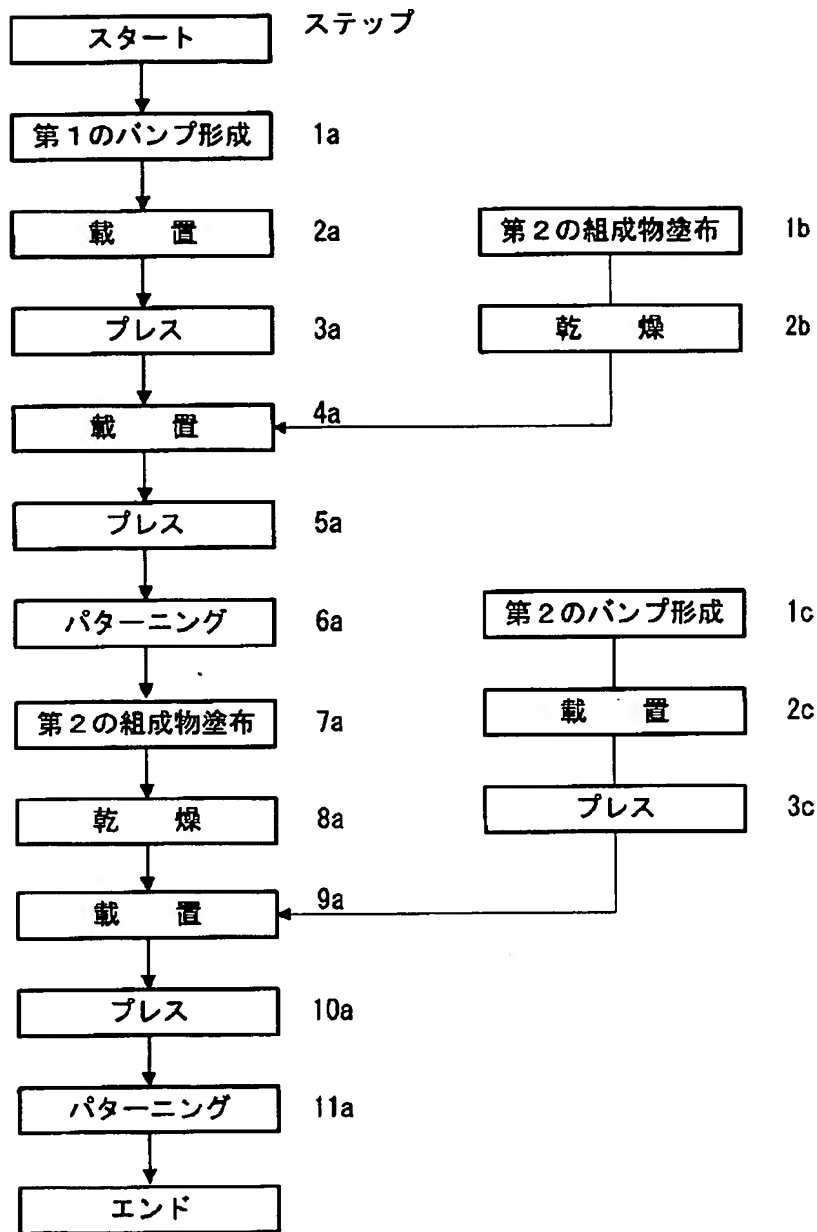 ステップ
スタート
第1のバンプ形成 1a
載 置 2a
プレス 3a
載 置 4a
プレス 5a
パターニング 6a
第2の組成物塗布 7a
乾 燥 8a
載 置 9a
プレス 10a
パターニング 11a
エンド
第2の組成物塗布 1b
乾 燥 2b
第2のバンプ形成 1c
載 置 2c
プレス 3c